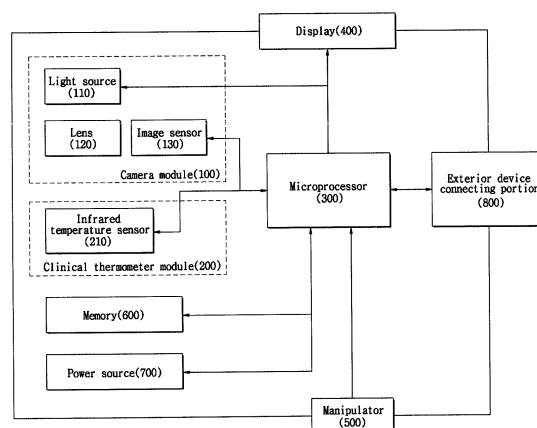 Display(400)
Light source
(110)
Lens
(120)
Image sensor
(130)
Camera module(100)
Microprocessor
(300)
Exterior device
connecting portion
(800)
Infrared
temperature sensor
(210)
Clinical thermometer module(200)
Memory(600)
Power source(700)
Manipulator
(500)